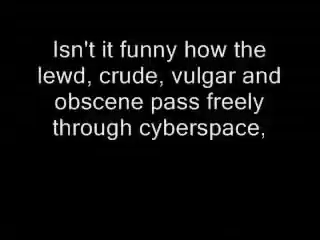 Isn't it funny how the
lewd, crude, vulgar and
obscene pass freely
through cyberspace,